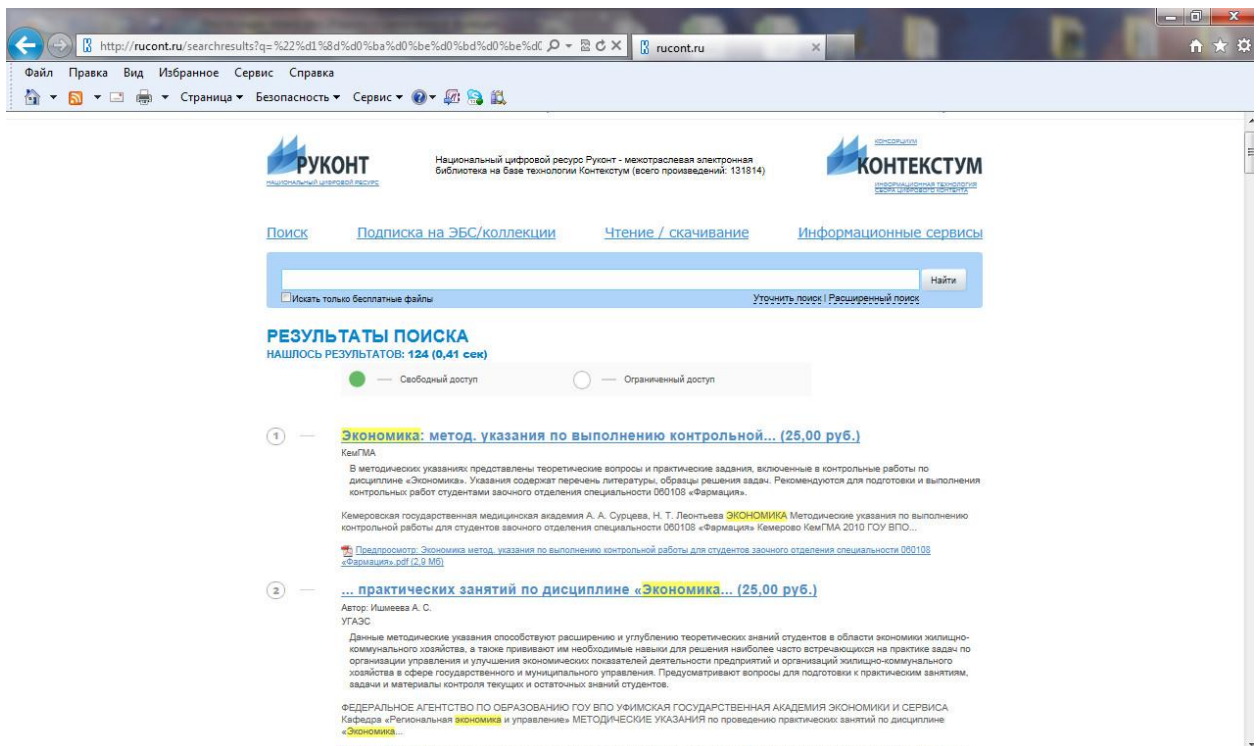 http://rucont.ru/searchresults?q=%22%d1%8d%d0%ba%d0%be%d0%bd%d0%be%d0
rucont.ru
Файл Правка Вид Избранное Сервис Справка
Страница Безопасность Сервис
РУКОНТ
НАЦИОНАЛЬНЫЙ ЦИФРОВОЙ РЕСУРС
Национальный цифровой ресурс Руконт - межотраслевая электронная
библиотека на базе технологии Контекстум (всего произведений: 131814)
КОНСОРЦИУМ
КОНТЕКСТУМ
ИНФОРМАЦИОННАЯ ТЕХНОЛОГИЯ
СБОРА ЦИФРОВОГО КОНТЕНТА
Поиск Подписка на ЭБС/коллекции Чтение / скачивание Информационные сервисы
Найти
Искать только бесплатные файлы Уточнить поиск | Расширенный поиск
РЕЗУЛЬТАТЫ ПОИСКА
НАШЛОСЬ РЕЗУЛЬТАТОВ: 124 (0,41 сек)
— Свободный доступ — Ограниченный доступ
1 — Экономика: метод. указания по выполнению контрольной... (25,00 руб.)
КемГМА
В методических указаниях представлены теоретические вопросы и практические задания, включенные в контрольные работы по
дисциплине «Экономика». Указания содержат перечень литературы, образцы решения задач. Рекомендуются для подготовки и выполнения
контрольных работ студентами заочного отделения специальности 060108 «Фармация».
Кемеровская государственная медицинская академия А. А. Сурцева, Н. Т. Леонтьева ЭКОНОМИКА Методические указания по выполнению
контрольной работы для студентов заочного отделения специальности 060108 «Фармация» Кемерово КемГМА 2010 ГОУ ВПО...
Предпросмотр: Экономика метод. указания по выполнению контрольной работы для студентов заочного отделения специальности 060108
«Фармация».pdf (2,9 Мб)
2 — ... практических занятий по дисциплине «Экономика... (25,00 руб.)
Автор: Ишмеева А. С.
УГАЭС
Данные методические указания способствуют расширению и углублению теоретических знаний студентов в области экономики жилищно-
коммунального хозяйства, а также прививают им необходимые навыки для решения наиболее часто встречающихся на практике задач по
организации управления и улучшения экономических показателей деятельности предприятий и организаций жилищно-коммунального
хозяйства в сфере государственного и муниципального управления. Предусматривают вопросы для подготовки к практическим занятиям,
задачи и материалы контроля текущих и остаточных знаний студентов.
ФЕДЕРАЛЬНОЕ АГЕНТСТВО ПО ОБРАЗОВАНИЮ ГОУ ВПО УФИМСКАЯ ГОСУДАРСТВЕННАЯ АКАДЕМИЯ ЭКОНОМИКИ И СЕРВИСА
Кафедра «Региональная экономика и управление» МЕТОДИЧЕСКИЕ УКАЗАНИЯ по проведению практических занятий по дисциплине
«Экономика...